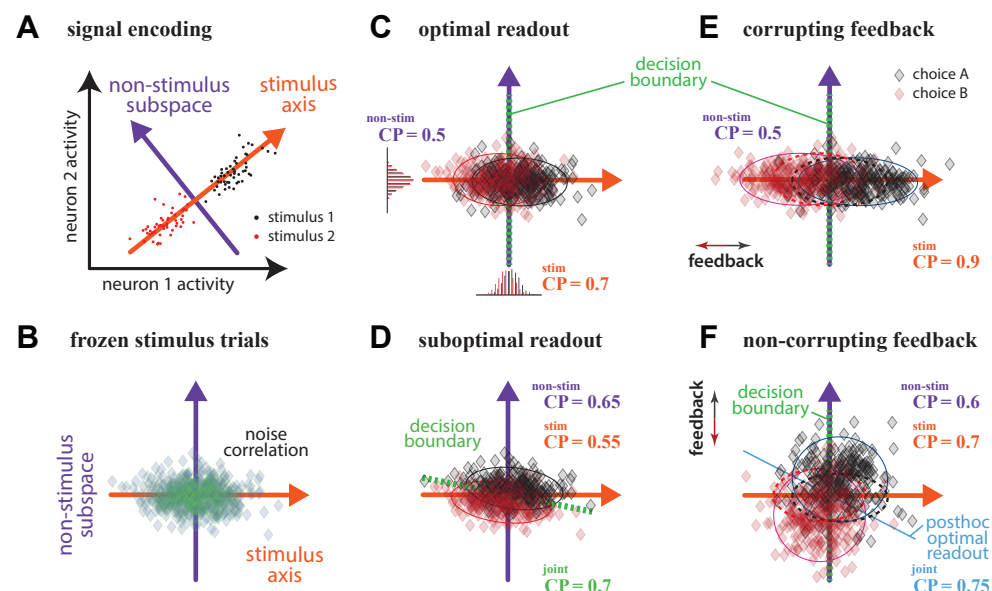 A signal encoding
non-stimulus
subspace
stimulus
axis
neuron 2 activity
stimulus 1
stimulus 2
neuron 1 activity
B frozen stimulus trials
non-stimulus
subspace
noise
correlation
stimulus
axis
C optimal readout
decision
boundary
non-stim
CP = 0.5
stim
CP = 0.7
D suboptimal readout
non-stim
CP = 0.65
stim
CP = 0.55
decision
boundary
joint
CP = 0.7
E corrupting feedback
choice A
choice B
non-stim
CP = 0.5
feedback
stim
CP = 0.9
F non-corrupting feedback
feedback
decision
boundary
non-stim
CP = 0.6
stim
CP = 0.7
posthoc
optimal
readout
joint
CP = 0.75